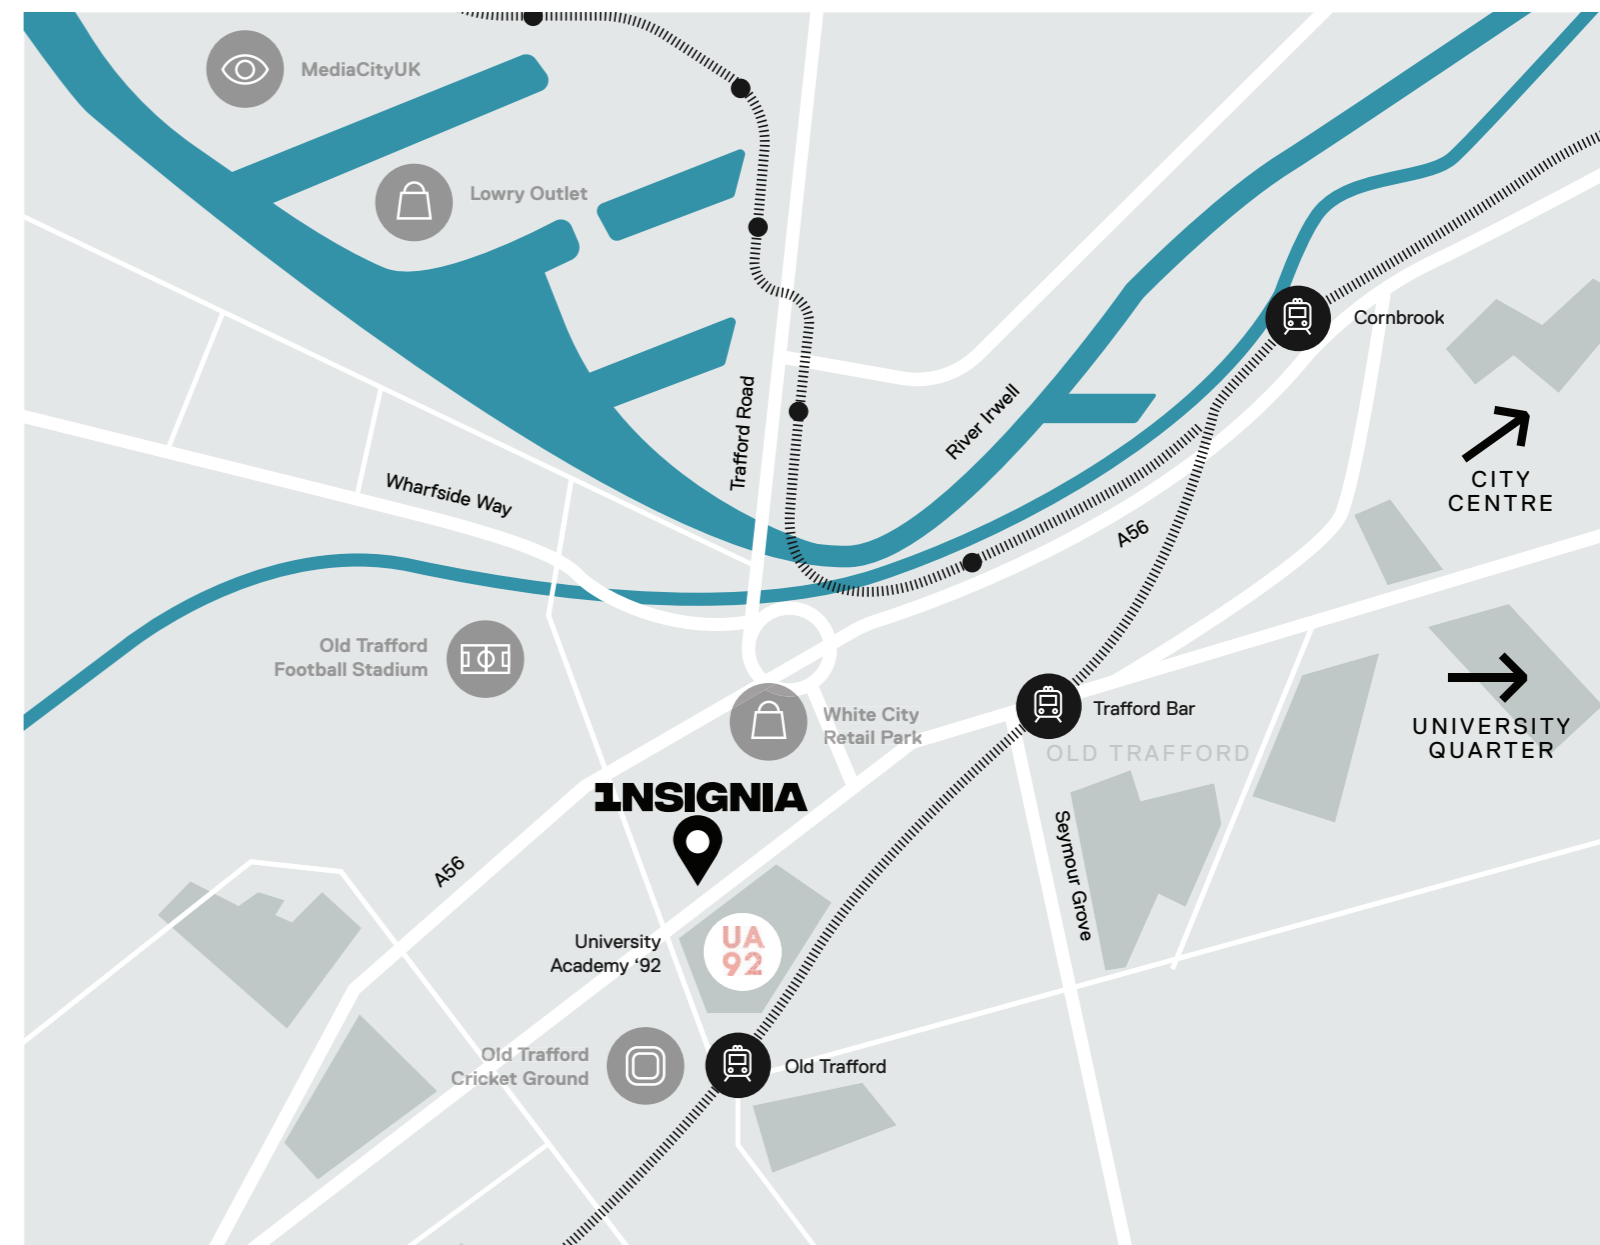 MediaCityUK
Lowry Outlet
Cornbrook
Trafford Road
River Irwell
Wharfside Way
CITY
CENTRE
A56
Old Trafford
Football Stadium
White City
Retail Park
Trafford Bar
OLD TRAFFORD
UNIVERSITY
QUARTER
1NSIGNIA
A56
Seymour Grove
University
Academy ‘92
UA
92
Old Trafford
Cricket Ground
Old Trafford